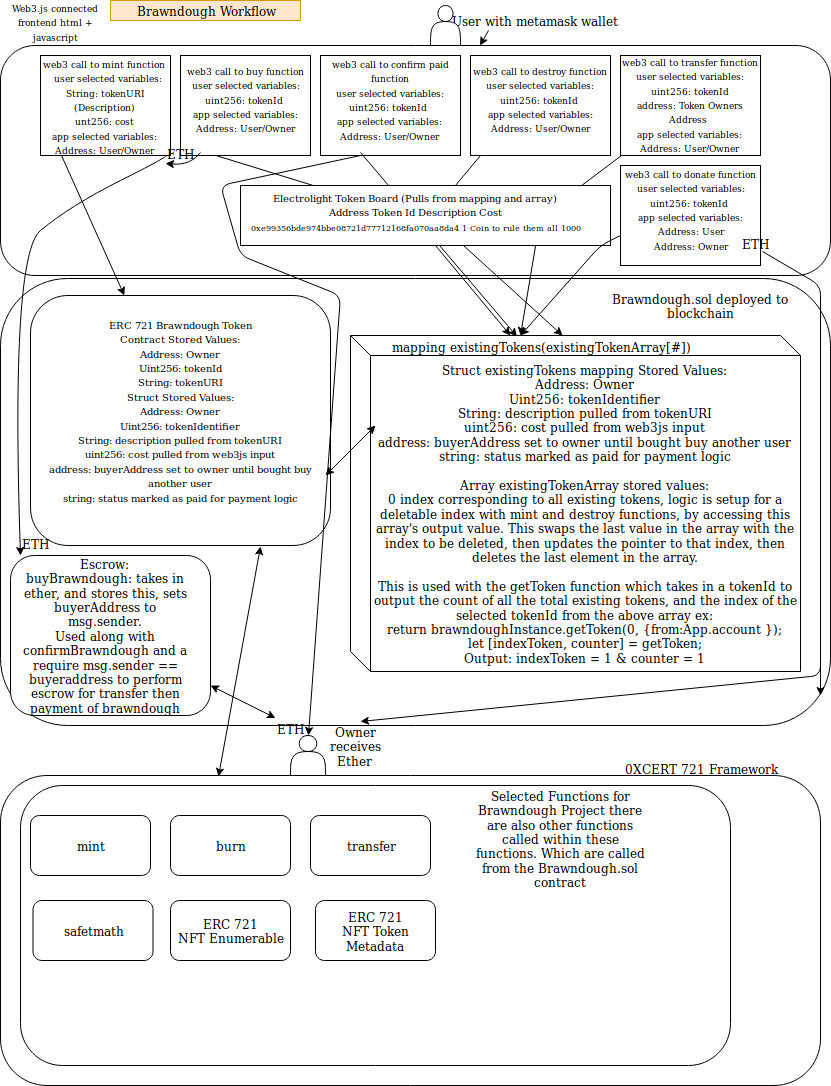 Web3.js connected
frontend html +
javascript
Brawndough Workflow
User with metamask wallet
web3 call to mint function
user selected variables:
String: tokenURI
(Description)
unt256: cost
app selected variables:
Address: User/Owner
web3 call to buy function
user selected variables:
uint256: tokenId
app selected variables:
Address: User/Owner
web3 call to confirm paid
function
user selected variables:
uint256: tokenId
app selected variables:
Address: User/Owner
web3 call to destroy function
user selected variables:
uint256: tokenId
app selected variables:
Address: User/Owner
web3 call to transfer function
user selected variables:
uint256: tokenId
address: Token Owners
Address
app selected variables:
Address: User/Owner
ETH
web3 call to donate function
user selected variables:
uint256: tokenId
app selected variables:
Address: User
Address: Owner
ETH
Electrolight Token Board (Pulls from mapping and array)
Address Token Id Description Cost
0xe99356bde974bbe08721d77712168fa070aa8da4 1 Coin to rule them all 1000
Brawndough.sol deployed to
blockchain
ERC 721 Brawndough Token
Contract Stored Values:
Address: Owner
Uint256: tokenId
String: tokenURI
Struct Stored Values:
Address: Owner
Uint256: tokenIdentifier
String: description pulled from tokenURI
uint256: cost pulled from web3js input
address: buyerAddress set to owner until bought buy
another user
string: status marked as paid for payment logic
mapping existingTokens(existingTokenArray[#])
Struct existingTokens mapping Stored Values:
Address: Owner
Uint256: tokenIdentifier
String: description pulled from tokenURI
uint256: cost pulled from web3js input
address: buyerAddress set to owner until bought buy another user
string: status marked as paid for payment logic
Array existingTokenArray stored values:
0 index corresponding to all existing tokens, logic is setup for a
deletable index with mint and destroy functions, by accessing this
array's output value. This swaps the last value in the array with the
index to be deleted, then updates the pointer to that index, then
deletes the last element in the array.
This is used with the getToken function which takes in a tokenId to
output the count of all the total existing tokens, and the index of the
selected tokenId from the above array ex:
return brawndoughInstance.getToken(0, {from:App.account });
let [indexToken, counter] = getToken;
Output: indexToken = 1 & counter = 1
ETH
Escrow:
buyBrawndough: takes in
ether, and stores this, sets
buyerAddress to
msg.sender.
Used along with
confirmBrawndough and a
require msg.sender ==
buyeraddress to perform
escrow for transfer then
payment of brawndough
ETH
Owner
receives
Ether
0XCERT 721 Framework
Selected Functions for
Brawndough Project there
are also other functions
called within these
functions. Which are called
from the Brawndough.sol
contract
mint
burn
transfer
safetmath
ERC 721
NFT Enumerable
ERC 721
NFT Token
Metadata